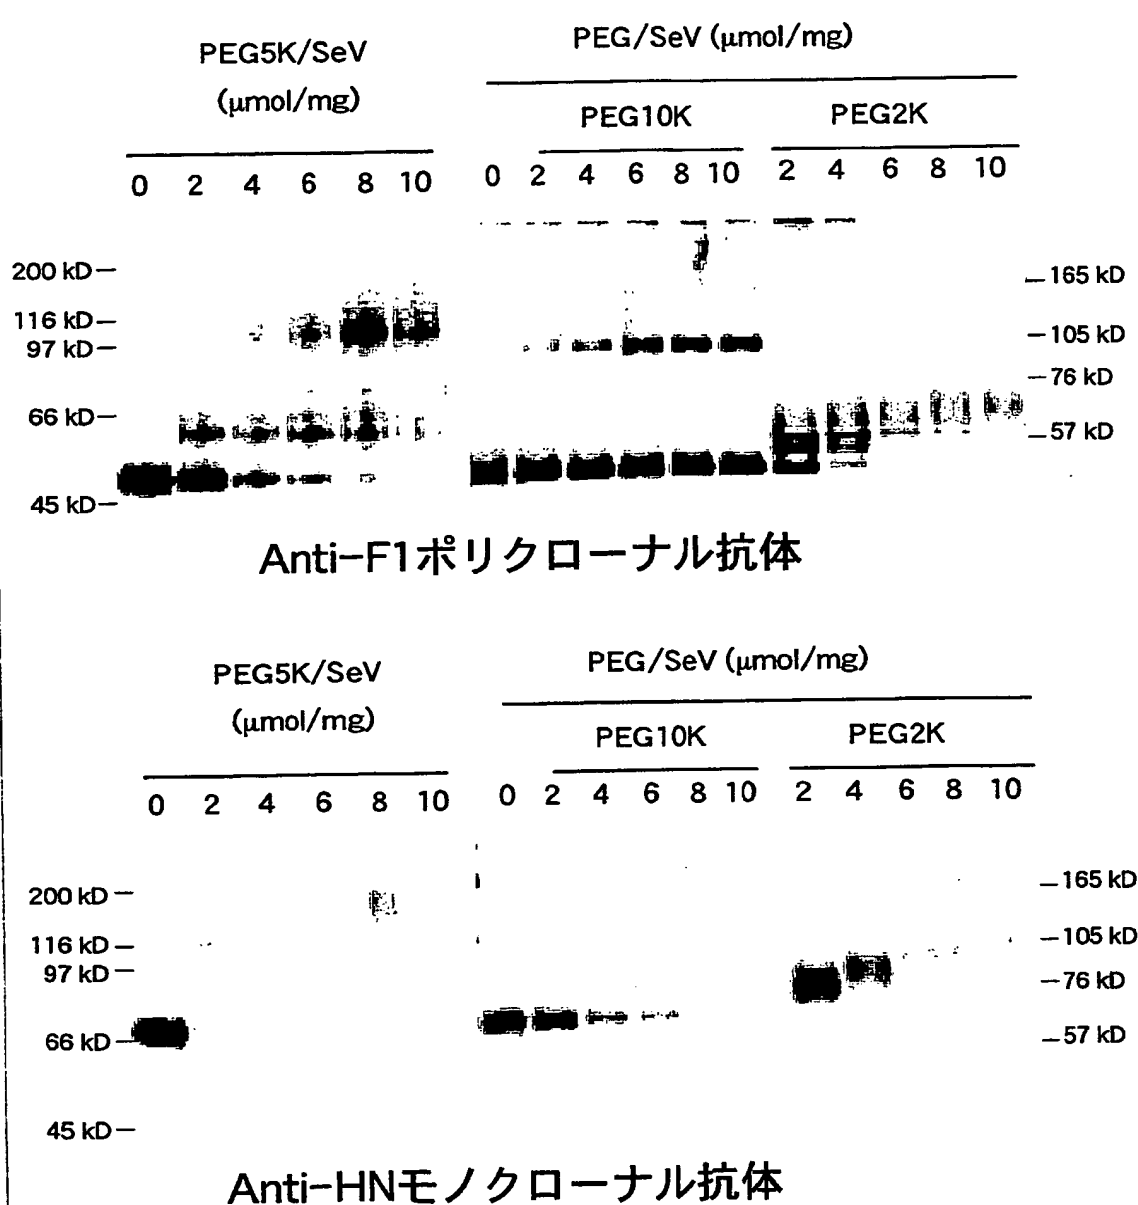 PEG5K/SeV
(μmol/mg)
PEG/SeV (μmol/mg)
PEG10K
PEG2K
0 2 4 6 8 10
0 2 4 6 8 10
2 4 6 8 10
200 kD
116 kD
97 kD
66 kD
45 kD
165 kD
105 kD
76 kD
57 kD
Anti-F1ポリクローナル抗体
PEG5K/SeV
(μmol/mg)
PEG/SeV (μmol/mg)
PEG10K
PEG2K
0 2 4 6 8 10
0 2 4 6 8 10
2 4 6 8 10
200 kD
116 kD
97 kD
66 kD
45 kD
165 kD
105 kD
76 kD
57 kD
Anti-HNモノクローナル抗体